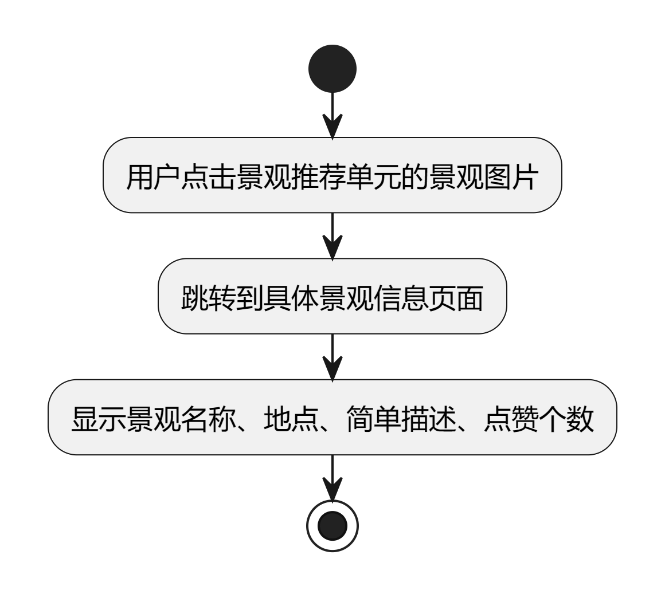 用户点击景观推荐单元的景观图片
跳转到具体景观信息页面
显示景观名称、地点、简单描述、点赞个数